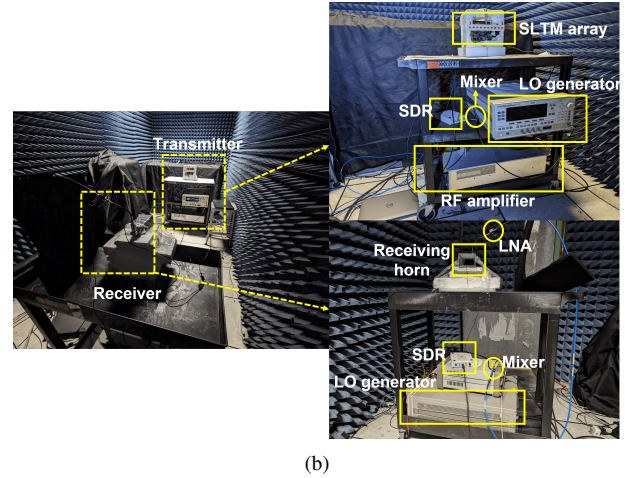 SLTM array
Mixer
LO generator
SDR
RF amplifier
Transmitter
Receiver
LNA
Receiving
horn
SDR
Mixer
LO generator
(b)